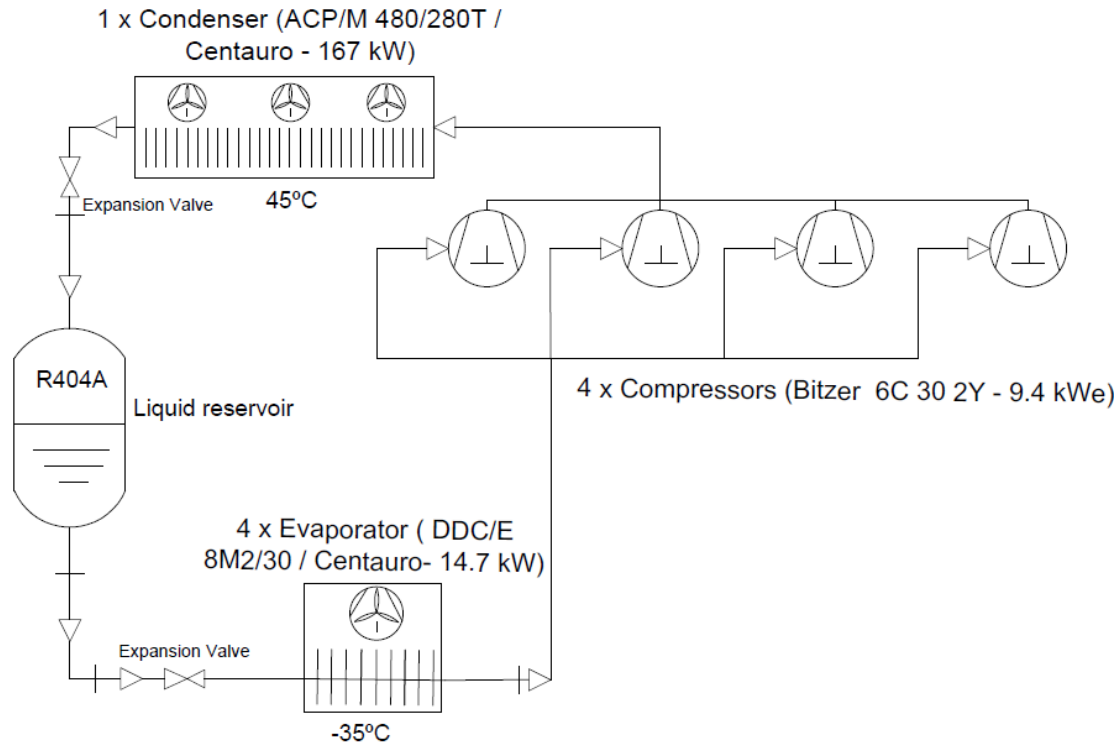 1 x Condenser (ACP/M 480/280T /
Centauro - 167 kW)
45ºC
Expansion Valve
R404A
Liquid reservoir
4 x Compressors (Bitzer 6C 30 2Y - 9.4 kWe)
4 x Evaporator ( DDC/E
8M2/30 / Centauro- 14.7 kW)
Expansion Valve
-35ºC